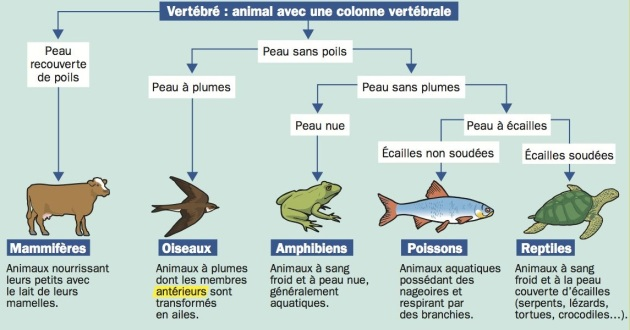 Vertébré : animal avec une colonne vertébrale
Peau
recouverte
de poils
Peau sans poils
Peau à plumes
Peau sans plumes
Peau nue
Peau à écailles
Écailles non soudées
Écailles soudées
Mammifères
Animaux nourrissant
leurs petits avec
le lait de leurs
mamelles.
Oiseaux
Animaux à plumes
dont les membres
antérieurs sont
transformés
en ailes.
Amphibiens
Animaux à sang
froid et à peau nue,
généralement
aquatiques.
Poissons
Animaux aquatiques
possédant des
nageoires et
respirant par
des branchies.
Reptiles
Animaux à sang
froid et à la peau
couverte d'écailles
(serpents, lézards,
tortues, crocodiles...).